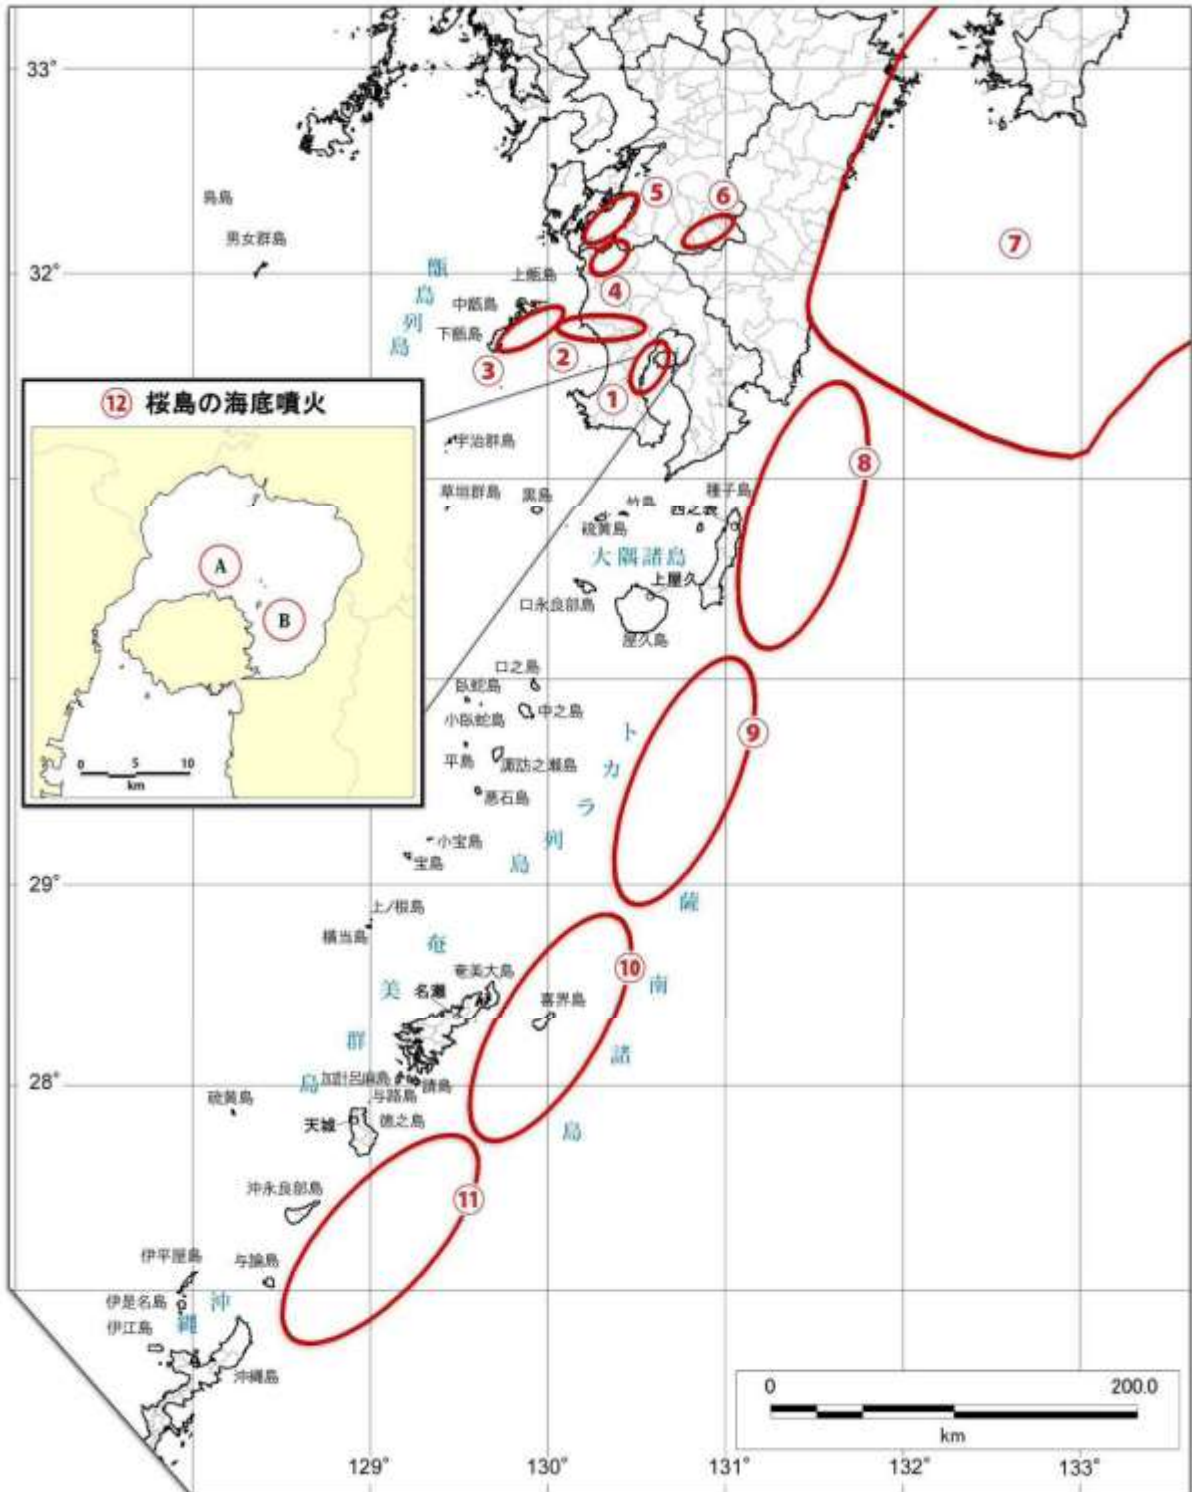 33°
⑤
⑥
鳥島
男女群島
⑦
32°
甑島列島
上甑島
④
中甑島
下甑島
③
②
①
⑫ 桜島の海底噴火
A
B
0 5 10
km
宇治群島
⑧
草垣群島
黒島
竹島
種子島
西之表
硫黄島
大隅諸島
上屋久
口永良部島
屋久島
口之島
臥蛇島
中之島
小臥蛇島
⑨
平島
諏訪之瀬島
悪石島
トカラ列島
小宝島
宝島
29°
薩南諸島
上ノ根島
横当島
奄美群島
奄美大島
名瀬
⑩
喜界島
28°
加計呂麻島
請島
与路島
硫黄島
天城
徳之島
沖永良部島
⑪
伊平屋島
与論島
伊是名島
沖縄
伊江島
沖縄島
0 200.0
km
129° 130° 131° 132° 133°